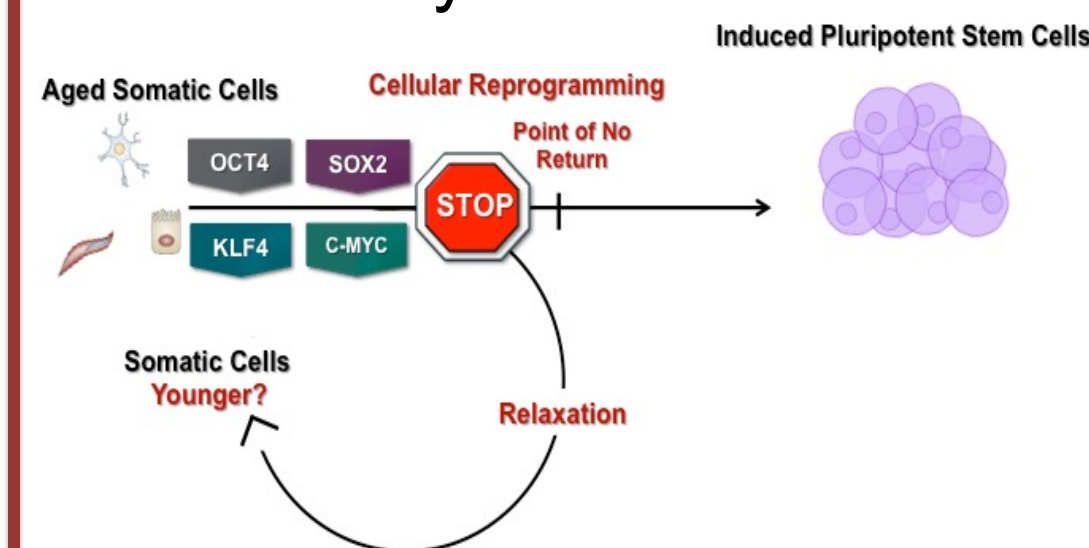 Induced Pluripotent Stem Cells
Aged Somatic Cells
Cellular Reprogramming
Point of No
Return
OCT4
SOX2
STOP
KLF4
C-MYC
Somatic Cells
Younger?
Relaxation